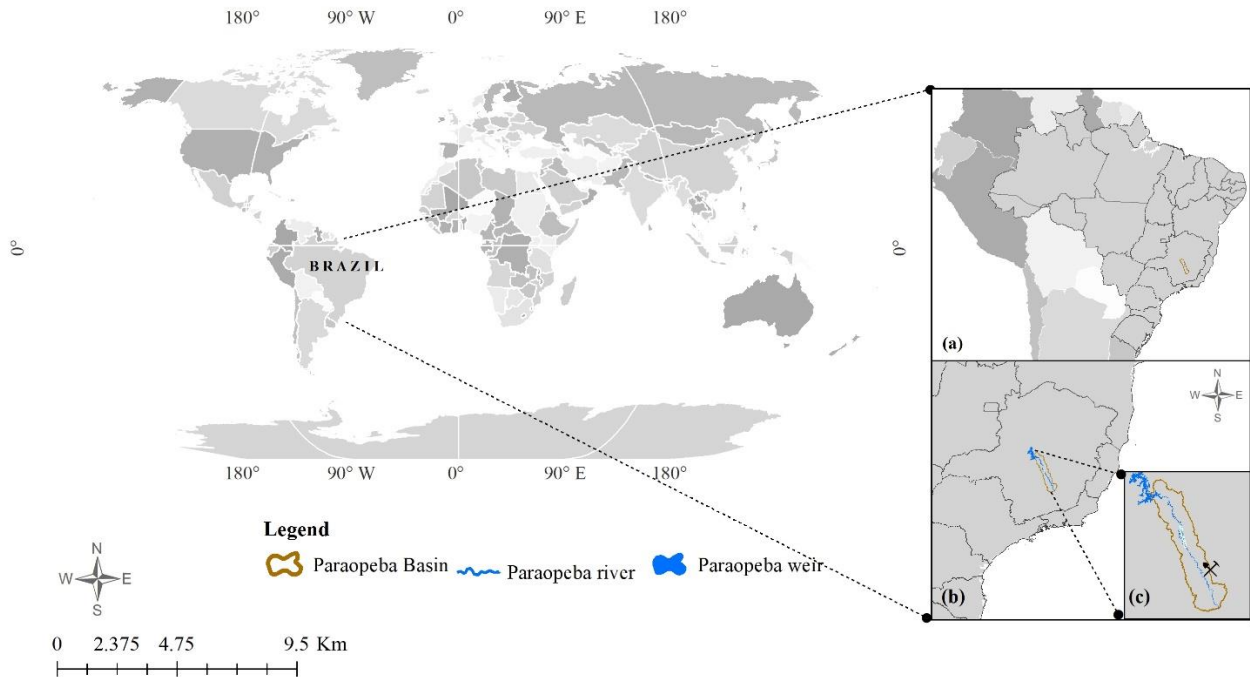 180° 90° W 0° 90° E 180°
0°
0°
BRAZIL
(a)
N
W E
S
180° 90° W 0° 90° E 180°
Legend
Paraopeba Basin
Paraopeba river
Paraopeba weir
(b)
(c)
N
W E
S
0 2.375 4.75 9.5 Km